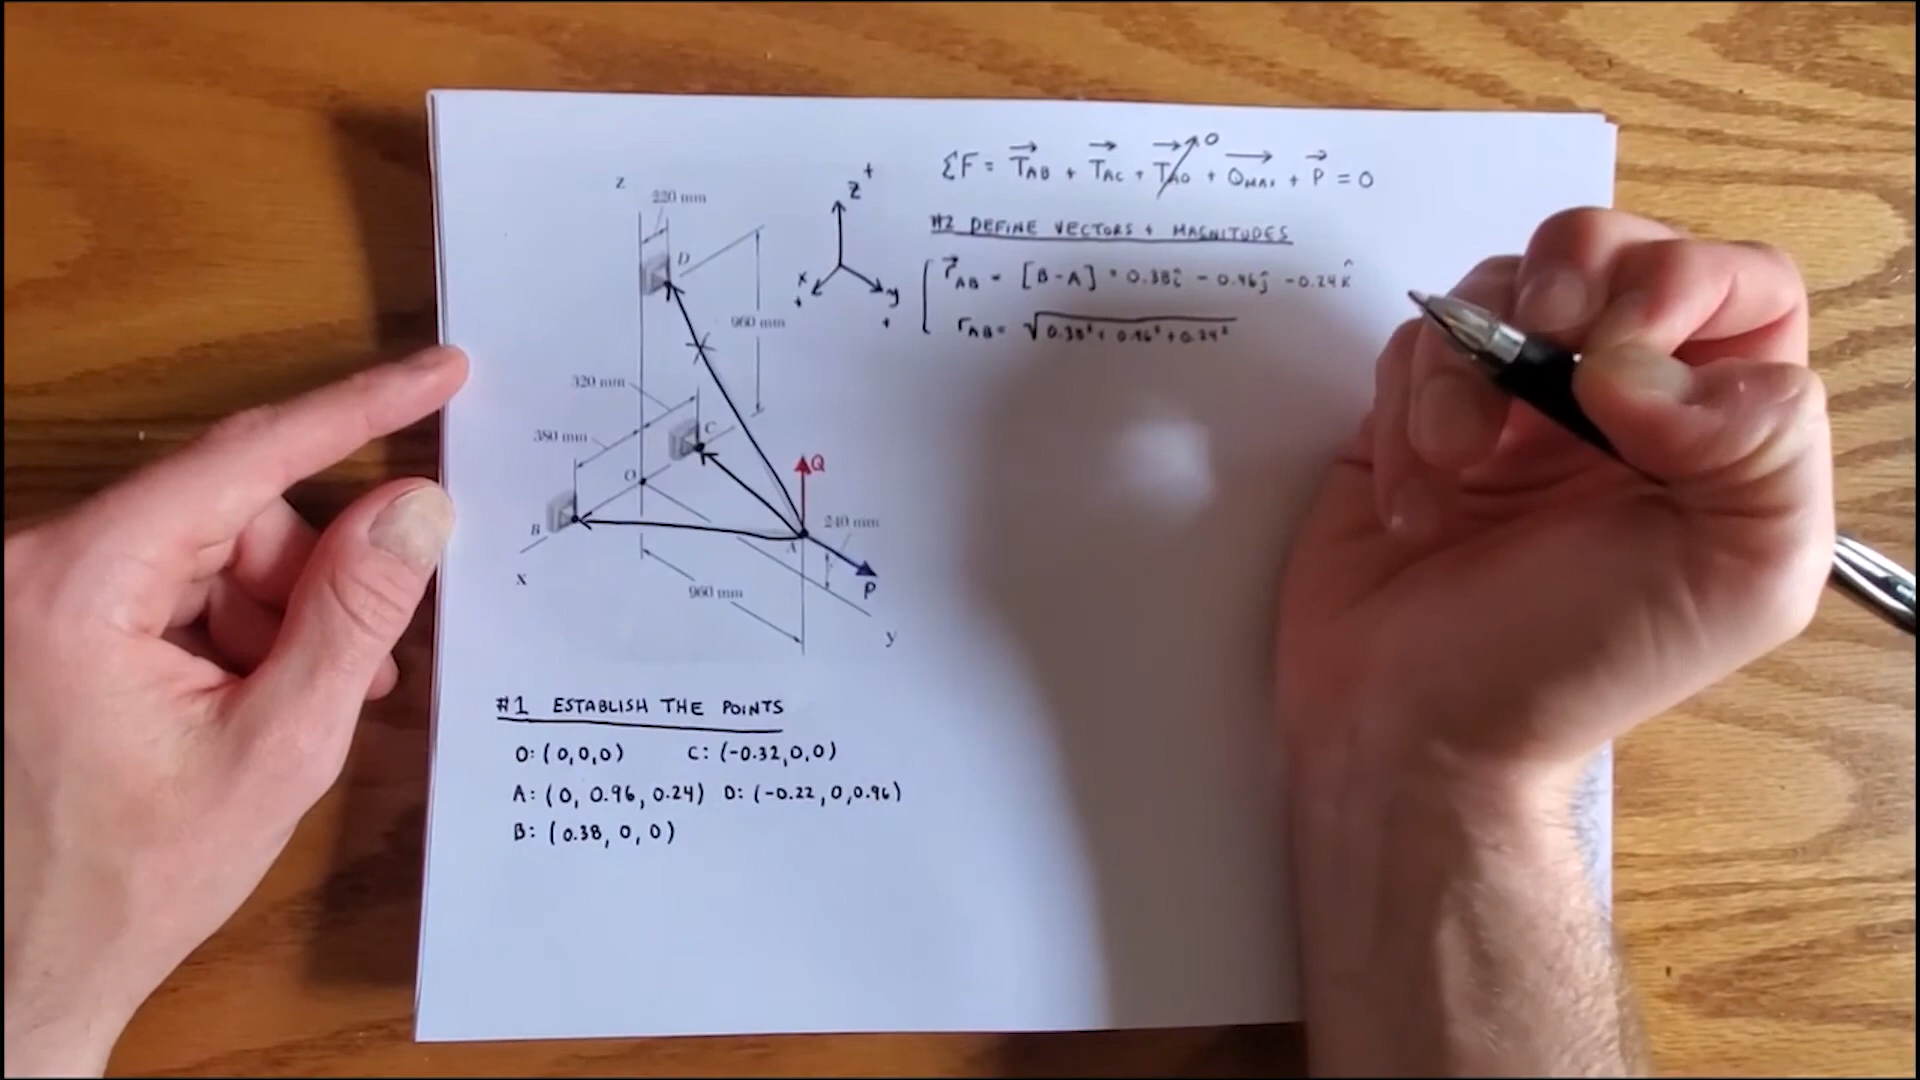 ΣF = T⃗AB + T⃗AC + T⃗AD→0 + Q⃗MAX + P⃗ = 0
#2 DEFINE VECTORS + MAGNITUDES
r⃗AB = [B-A] = 0.38î - 0.96ĵ - 0.24k̂
rAB = √0.38² + 0.96² + 0.24²
z
220 mm
D
960 mm
z +
x +
y +
320 mm
C
380 mm
O
Q
B
A
240 mm
x
P
960 mm
y
#1 ESTABLISH THE POINTS
O: (0,0,0) C: (-0.32,0,0)
A: (0, 0.96, 0.24) D: (-0.22, 0, 0.96)
B: (0.38, 0, 0)